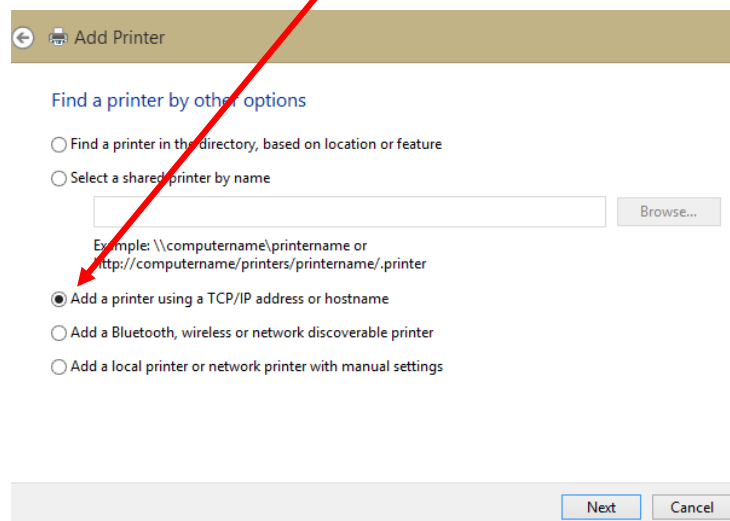 Add Printer
Find a printer by other options
Find a printer in the directory, based on location or feature
Select a shared printer by name
Browse...
Example: \\computername\printername or
http://computername/printers/printername/.printer
Add a printer using a TCP/IP address or hostname
Add a Bluetooth, wireless or network discoverable printer
Add a local printer or network printer with manual settings
Next Cancel